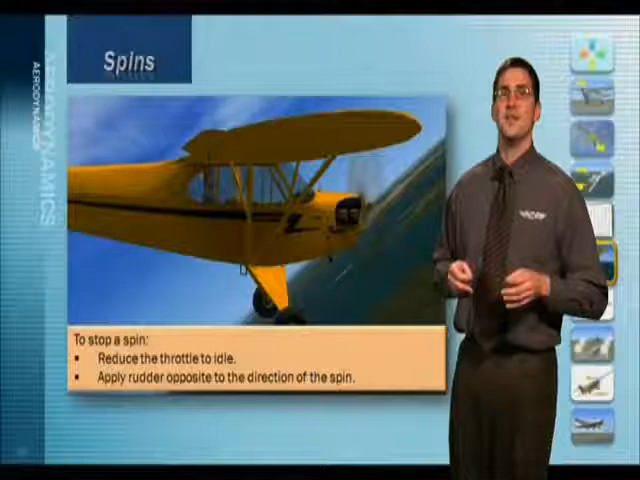 Spins
AERODYNAMICS
AERODYNAMICS
To stop a spin:
▪ Reduce the throttle to idle.
▪ Apply rudder opposite to the direction of the spin.